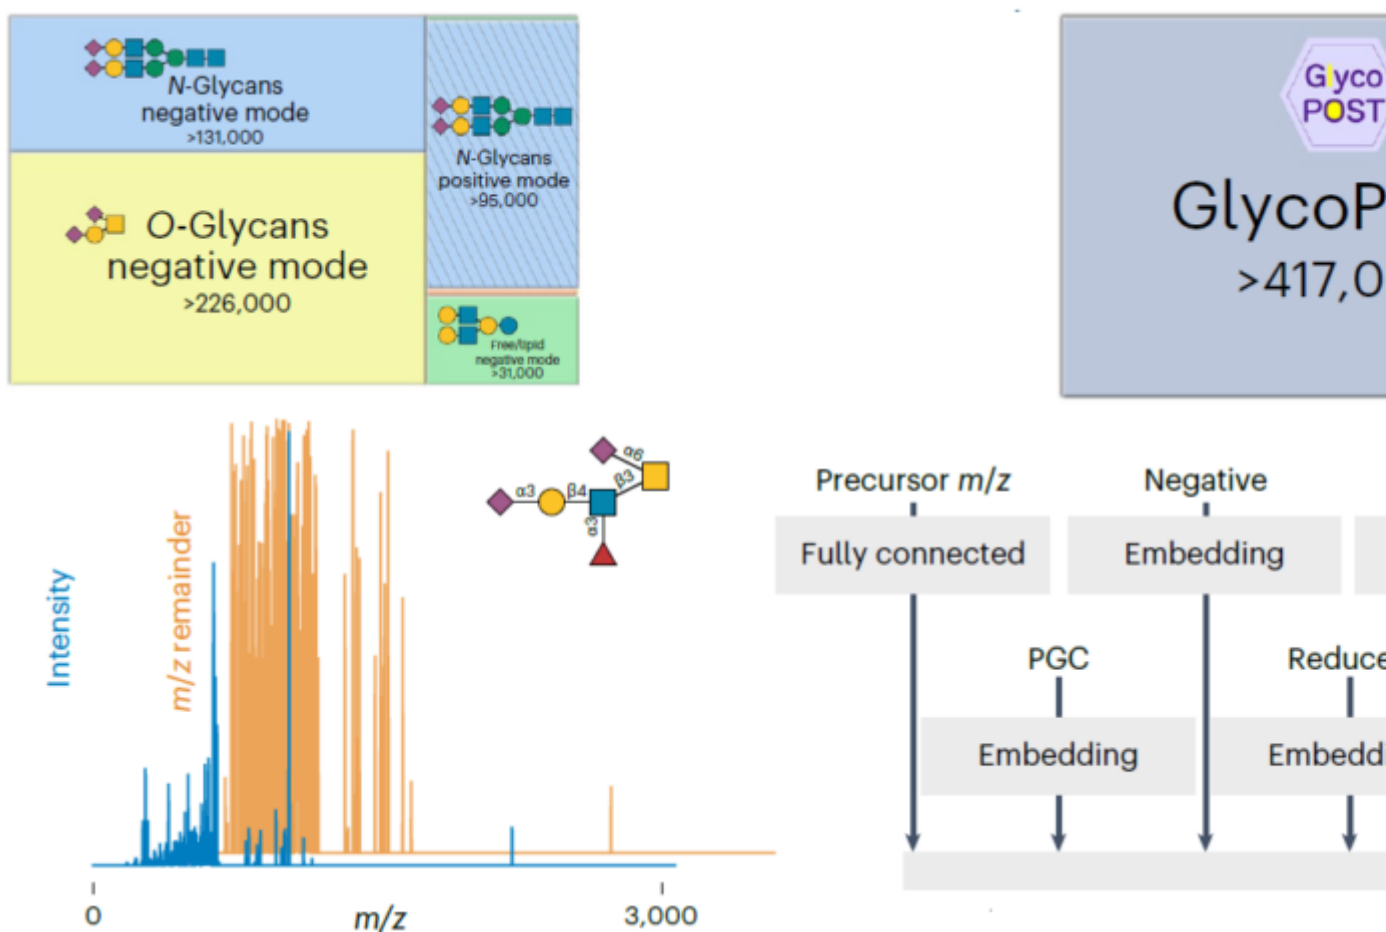 N-Glycans
negative mode
>131,000
N-Glycans
positive mode
>95,000
O-Glycans
negative mode
>226,000
Free/lipid
negative mode
>31,000
Glyco
POST
GlycoP
>417,0
Intensity
m/z remainder
α3
β4
β3
α6
α3
0
m/z
3,000
Precursor m/z
Negative
Fully connected
Embedding
PGC
Reduce
Embedding
Embedd